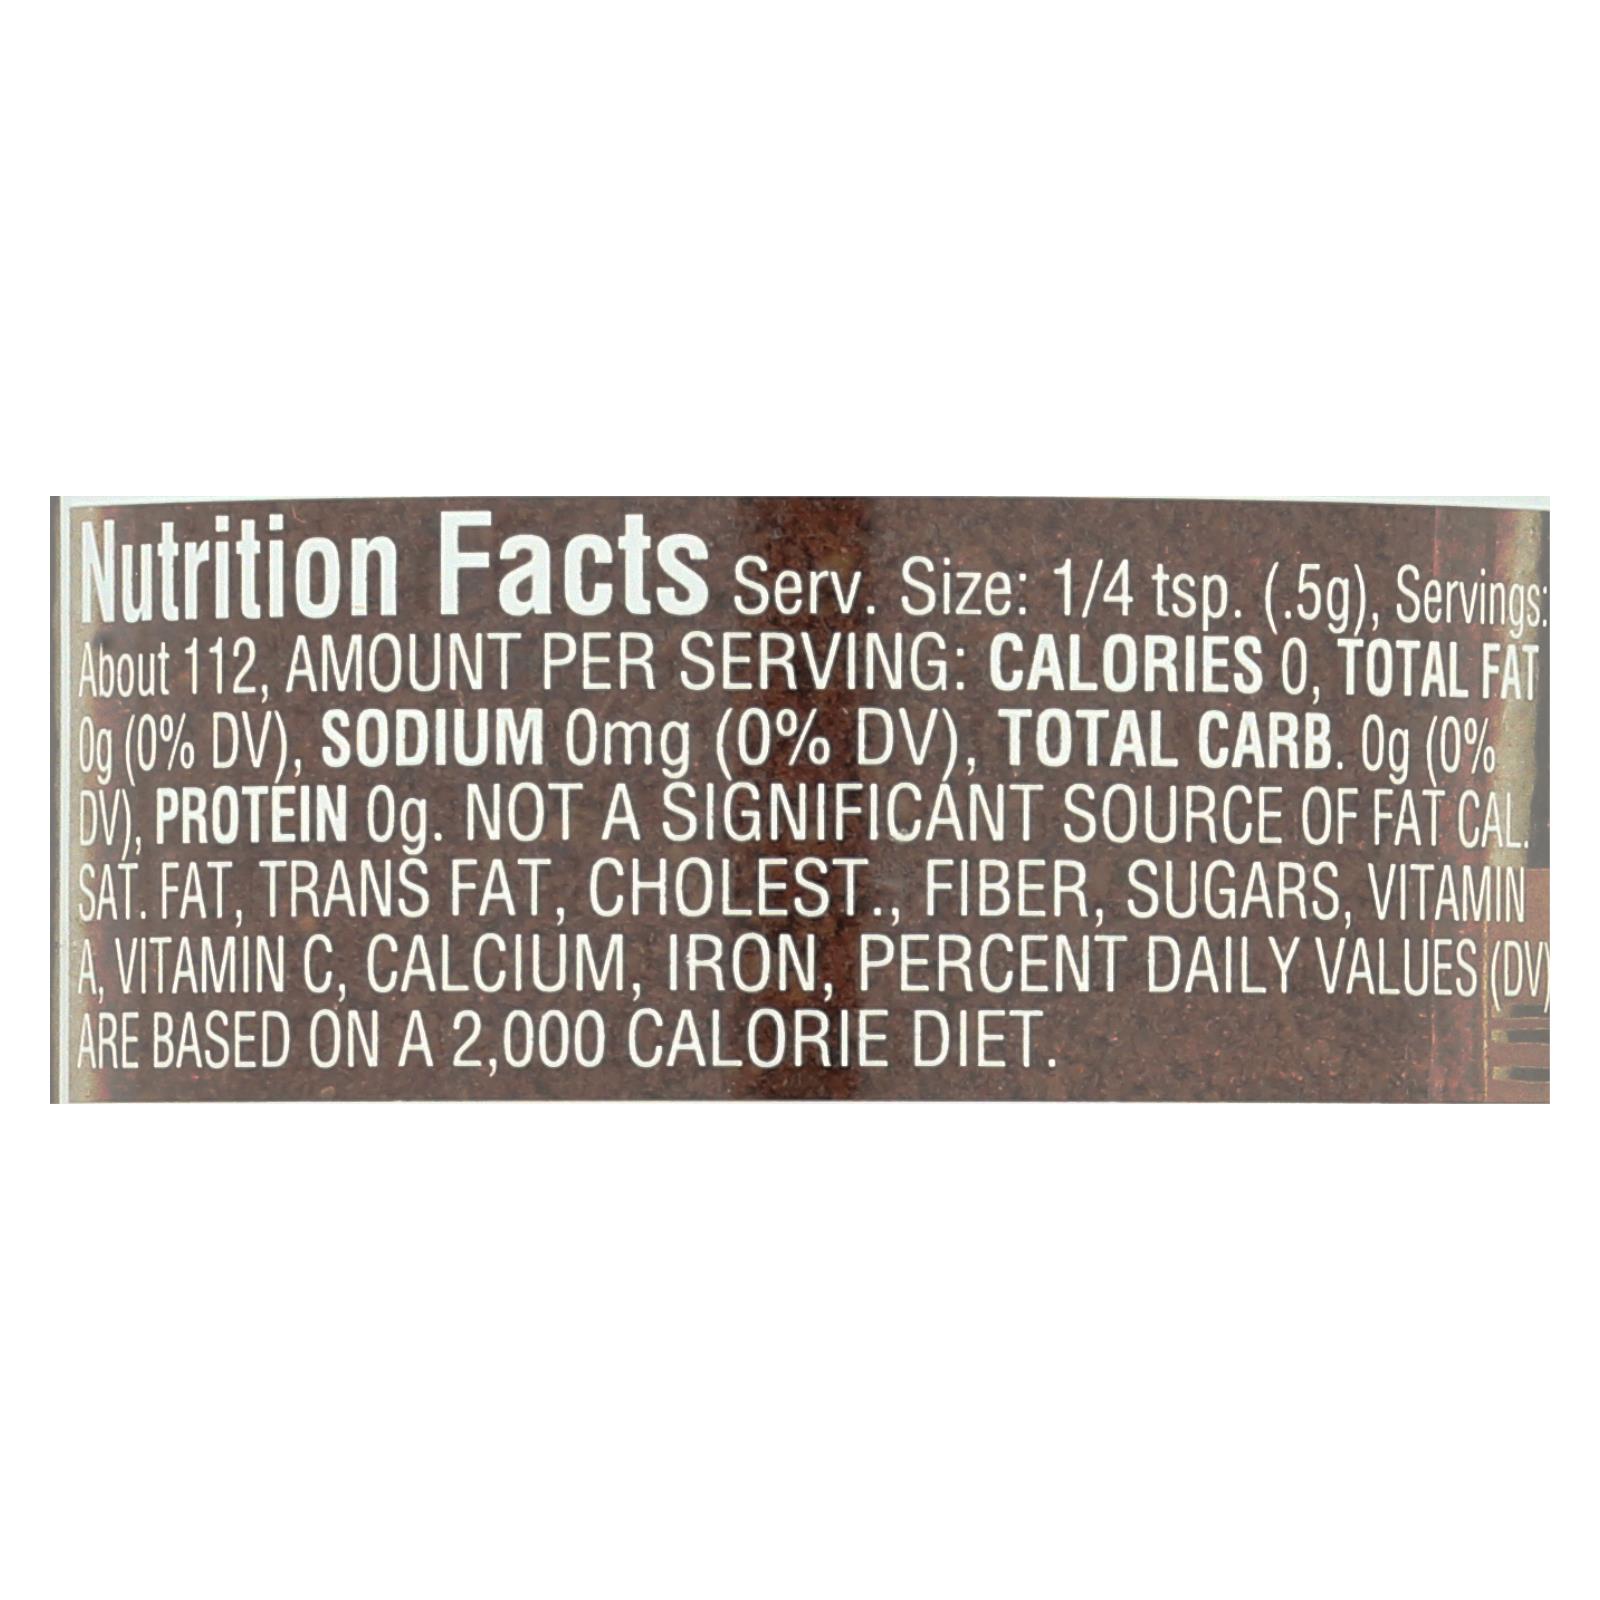 Nutrition Facts Serv. Size: 1/4 tsp. (.5g), Servings:
About 112, AMOUNT PER SERVING: CALORIES 0, TOTAL FAT
0g (0% DV), SODIUM 0mg (0% DV), TOTAL CARB. 0g (0%
DV), PROTEIN 0g. NOT A SIGNIFICANT SOURCE OF FAT CAL.
SAT. FAT, TRANS FAT, CHOLEST., FIBER, SUGARS, VITAMIN
A, VITAMIN C, CALCIUM, IRON, PERCENT DAILY VALUES (DV)
ARE BASED ON A 2,000 CALORIE DIET.